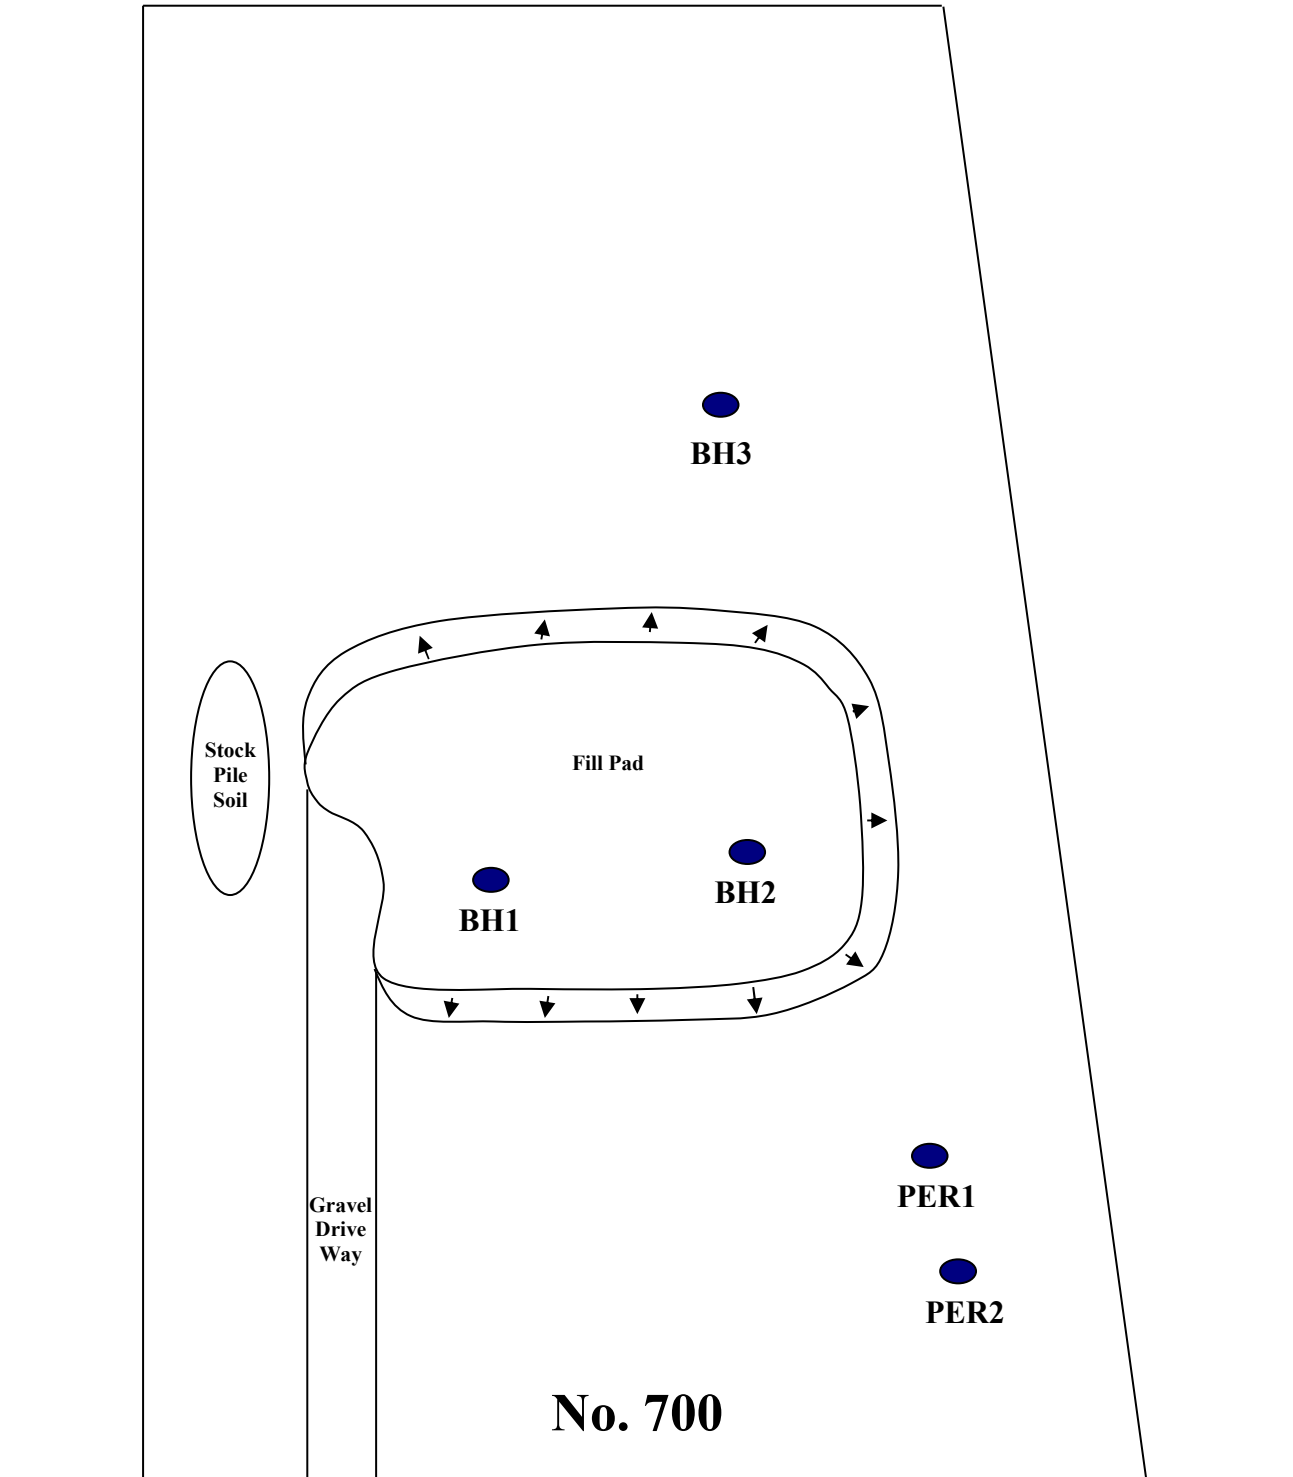 BH3
Stock
Pile
Soil
Fill Pad
BH2
BH1
PER1
Gravel
Drive
Way
PER2
No. 700